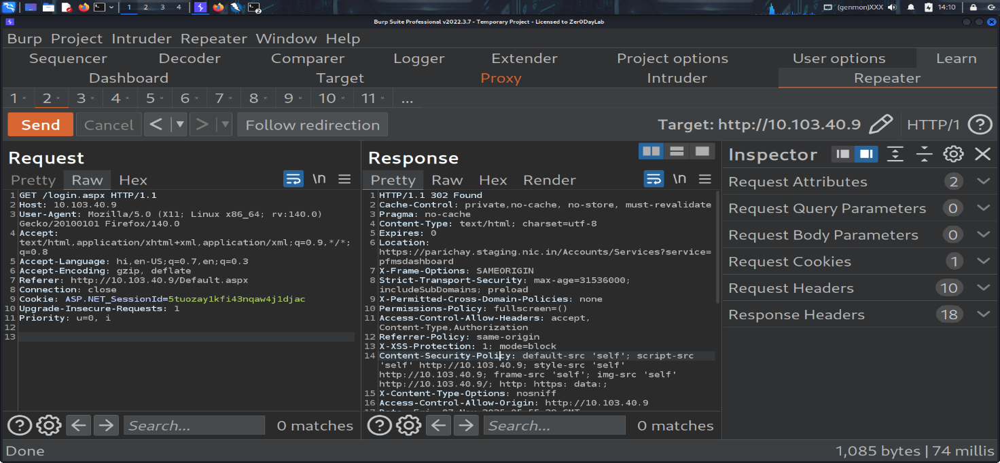 1 2 3 4 2 (genmon)XXX 14:10
Burp Suite Professional v2022.3.7 - Temporary Project - Licensed to Zer0DayLab
Burp Project Intruder Repeater Window Help
Sequencer Decoder Comparer Logger Extender Project options User options Learn
Dashboard Target Proxy Intruder Repeater
1 × 2 × 3 × 4 × 5 × 6 × 7 × 8 × 9 × 10 × 11 × ...
Send Cancel < > Follow redirection Target: http://10.103.40.9 HTTP/1 ?
Request
Pretty Raw Hex \n
1 GET /login.aspx HTTP/1.1
2 Host: 10.103.40.9
3 User-Agent: Mozilla/5.0 (X11; Linux x86_64; rv:140.0)
Gecko/20100101 Firefox/140.0
4 Accept:
text/html,application/xhtml+xml,application/xml;q=0.9,*/*;
q=0.8
5 Accept-Language: hi,en-US;q=0.7,en;q=0.3
6 Accept-Encoding: gzip, deflate
7 Referer: http://10.103.40.9/Default.aspx
8 Connection: close
9 Cookie: ASP.NET_SessionId=5tuozay1kfi43nqaw4j1djac
10 Upgrade-Insecure-Requests: 1
11 Priority: u=0, i
12
13
? Search... 0 matches
Response
Pretty Raw Hex Render \n
1 HTTP/1.1 302 Found
2 Cache-Control: private,no-cache, no-store, must-revalidate
3 Pragma: no-cache
4 Content-Type: text/html; charset=utf-8
5 Expires: 0
6 Location:
https://parichay.staging.nic.in/Accounts/Services?service=
pfmsdashboard
7 X-Frame-Options: SAMEORIGIN
8 Strict-Transport-Security: max-age=31536000;
includeSubDomains; preload
9 X-Permitted-Cross-Domain-Policies: none
10 Permissions-Policy: fullscreen=()
11 Access-Control-Allow-Headers: accept,
Content-Type,Authorization
12 Referrer-Policy: same-origin
13 X-XSS-Protection: 1; mode=block
14 Content-Security-Policy: default-src 'self'; script-src
'self' http://10.103.40.9; style-src 'self'
http://10.103.40.9; frame-src 'self'; img-src 'self'
http://10.103.40.9/; http: https: data:;
15 X-Content-Type-Options: nosniff
16 Access-Control-Allow-Origin: http://10.103.40.9
? Search... 0 matches
Inspector
Request Attributes 2
Request Query Parameters 0
Request Body Parameters 0
Request Cookies 1
Request Headers 10
Response Headers 18
Done 1,085 bytes | 74 millis